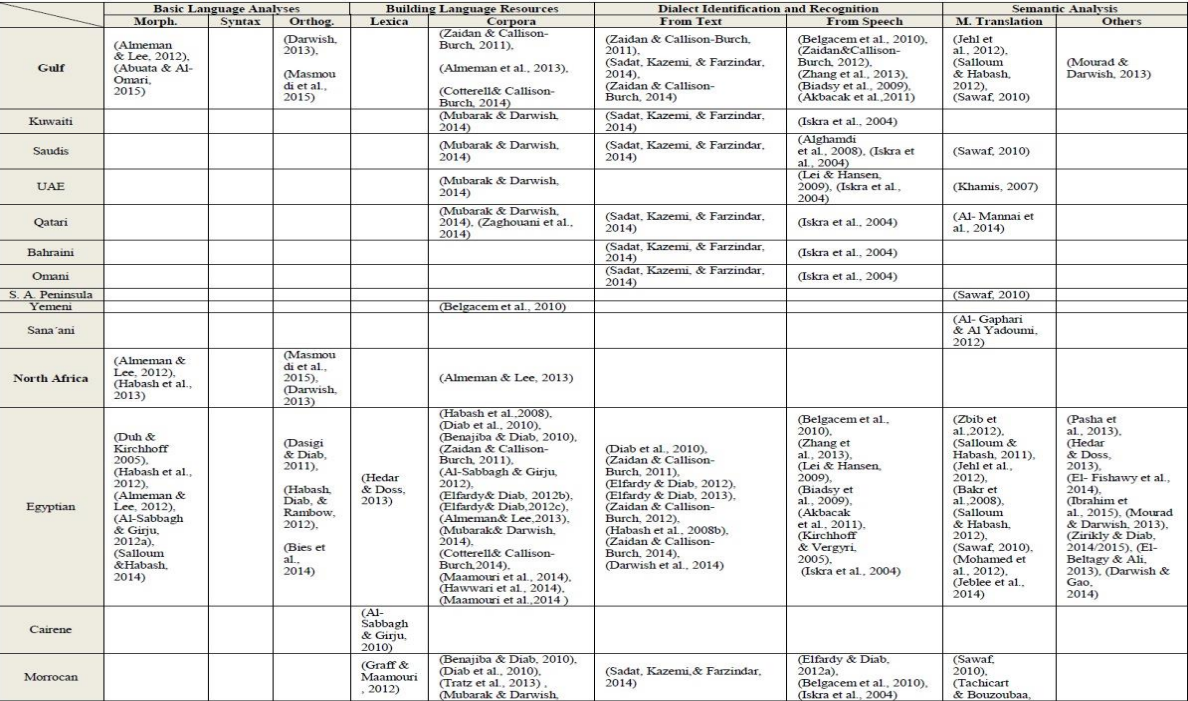 Basic Language Analyses Building Language Resources Dialect Identification and Recognition Semantic Analysis
Morph. Syntax Orthog. Lexica Corpora From Text From Speech M. Translation Others
Gulf
(Almeman
& Lee, 2012),
(Abuata & Al-
Omari,
2015)
(Darwish,
2013),
(Masmou
di et al.,
2015)
(Zaidan & Callison-
Burch, 2011),
(Almeman et al., 2013),
(Cotterell& Callison-
Burch, 2014)
(Zaidan & Callison-Burch,
2011),
(Sadat, Kazemi, & Farzindar,
2014),
(Zaidan & Callison-
Burch, 2014)
(Belgacem et al., 2010),
(Zaidan&Callison-
Burch, 2012),
(Zhang et al., 2013),
(Biadsy et al., 2009),
(Akbacak et al.,2011)
(Jehl et
al., 2012),
(Salloum
& Habash,
2012),
(Sawaf, 2010)
(Mourad &
Darwish, 2013)
Kuwaiti
(Mubarak & Darwish,
2014)
(Sadat, Kazemi, & Farzindar,
2014)
(Iskra et al., 2004)
Saudis
(Mubarak & Darwish,
2014)
(Sadat, Kazemi, & Farzindar,
2014)
(Alghamdi
et al., 2008), (Iskra et
al., 2004)
(Sawaf, 2010)
UAE
(Mubarak & Darwish,
2014)
(Lei & Hansen,
2009), (Iskra et al.,
2004)
(Khamis, 2007)
Qatari
(Mubarak & Darwish,
2014), (Zaghouani et al.,
2014)
(Sadat, Kazemi, & Farzindar,
2014)
(Iskra et al., 2004)
(Al- Mannai et
al., 2014)
Bahraini
(Sadat, Kazemi, & Farzindar,
2014)
(Iskra et al., 2004)
Omani
(Sadat, Kazemi, & Farzindar,
2014)
(Iskra et al., 2004)
S. A. Peninsula
(Sawaf, 2010)
Yemeni
(Belgacem et al., 2010)
Sana´ani
(Al- Gaphari
& Al Yadoumi,
2012)
North Africa
(Almeman &
Lee, 2012),
(Habash et al.,
2013)
(Masmou
di et al.,
2015),
(Darwish,
2013)
(Almeman & Lee, 2013)
Egyptian
(Duh &
Kirchhoff
2005),
(Habash et al.,
2012),
(Almeman &
Lee, 2012),
(Al-Sabbagh
& Girju,
2012a),
(Salloum
&Habash,
2014)
(Dasigi
& Diab,
2011),
(Habash,
Diab, &
Rambow,
2012),
(Bies et
al.,
2014)
(Hedar
& Doss,
2013)
(Habash et al.,2008),
(Diab et al., 2010),
(Benajiba & Diab, 2010),
(Zaidan & Callison-
Burch, 2011),
(Al-Sabbagh & Girju,
2012),
(Elfardy& Diab, 2012b),
(Elfardy& Diab,2012c),
(Almeman& Lee,2013),
(Mubarak& Darwish,
2014),
(Cotterell& Callison-
Burch,2014),
(Maamouri et al., 2014),
(Hawwari et al., 2014),
(Maamouri et al.,2014 )
(Diab et al., 2010),
(Zaidan & Callison-
Burch, 2011),
(Elfardy & Diab, 2012),
(Elfardy & Diab, 2013),
(Zaidan & Callison-
Burch, 2012),
(Habash et al., 2008b),
(Zaidan & Callison-
Burch, 2014),
(Darwish et al., 2014)
(Belgacem et al.,
2010),
(Zhang et
al., 2013),
(Lei & Hansen,
2009),
(Biadsy et
al., 2009),
(Akbacak
et al., 2011),
(Kirchhoff
& Vergyri,
2005),
(Iskra et al., 2004)
(Zbib et
al.,2012),
(Salloum &
Habash, 2011),
(Jehl et al.,
2012),
(Bakr et
al.,2008),
(Salloum
& Habash,
2012),
(Sawaf, 2010),
(Mohamed et
al., 2012),
(Jeblee et al.,
2014)
(Pasha et
al., 2013),
(Hedar
& Doss,
2013),
(El- Fishawy et al.,
2014),
(Ibrahim et
al., 2015), (Mourad
& Darwish, 2013),
(Zirikly & Diab,
2014/2015), (El-
Beltagy & Ali,
2013), (Darwish &
Gao,
2014)
Cairene
(Al-
Sabbagh
& Girju,
2010)
Morrocan
(Graff &
Maamouri
, 2012)
(Benajiba & Diab, 2010),
(Diab et al., 2010),
(Tratz et al., 2013) ,
(Mubarak & Darwish,
(Sadat, Kazemi,& Farzindar,
2014)
(Elfardy & Diab,
2012a),
(Belgacem et al., 2010),
(Iskra et al., 2004)
(Sawaf,
2010),
(Tachicart
& Bouzoubaa,